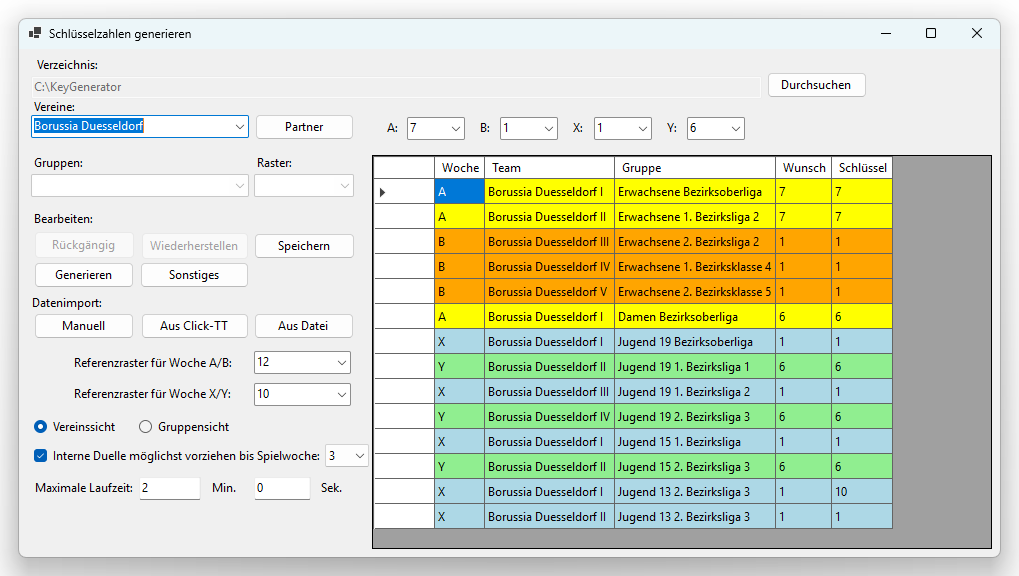 Schlüsselzahlen generieren
Verzeichnis:
C:\KeyGenerator
Durchsuchen
Vereine:
Borussia Duesseldorf
Partner
A: 7 B: 1 X: 1 Y: 6
Gruppen: Raster:
Bearbeiten:
Rückgängig Wiederherstellen Speichern
Generieren Sonstiges
Datenimport:
Manuell Aus Click-TT Aus Datei
Referenzraster für Woche A/B: 12
Referenzraster für Woche X/Y: 10
Vereinssicht Gruppensicht
Interne Duelle möglichst vorziehen bis Spielwoche: 3
Maximale Laufzeit: 2 Min. 0 Sek.
Woche Team Gruppe Wunsch Schlüssel
A Borussia Duesseldorf I Erwachsene Bezirksoberliga 7 7
A Borussia Duesseldorf II Erwachsene 1. Bezirksliga 2 7 7
B Borussia Duesseldorf III Erwachsene 2. Bezirksliga 2 1 1
B Borussia Duesseldorf IV Erwachsene 1. Bezirksklasse 4 1 1
B Borussia Duesseldorf V Erwachsene 2. Bezirksklasse 5 1 1
A Borussia Duesseldorf I Damen Bezirksoberliga 6 6
X Borussia Duesseldorf I Jugend 19 Bezirksoberliga 1 1
Y Borussia Duesseldorf II Jugend 19 1. Bezirksliga 1 6 6
X Borussia Duesseldorf III Jugend 19 1. Bezirksliga 2 1 1
Y Borussia Duesseldorf IV Jugend 19 2. Bezirksliga 3 6 6
X Borussia Duesseldorf I Jugend 15 1. Bezirksliga 1 1
Y Borussia Duesseldorf II Jugend 15 2. Bezirksliga 3 6 6
X Borussia Duesseldorf I Jugend 13 2. Bezirksliga 3 1 10
X Borussia Duesseldorf II Jugend 13 2. Bezirksliga 3 1 1